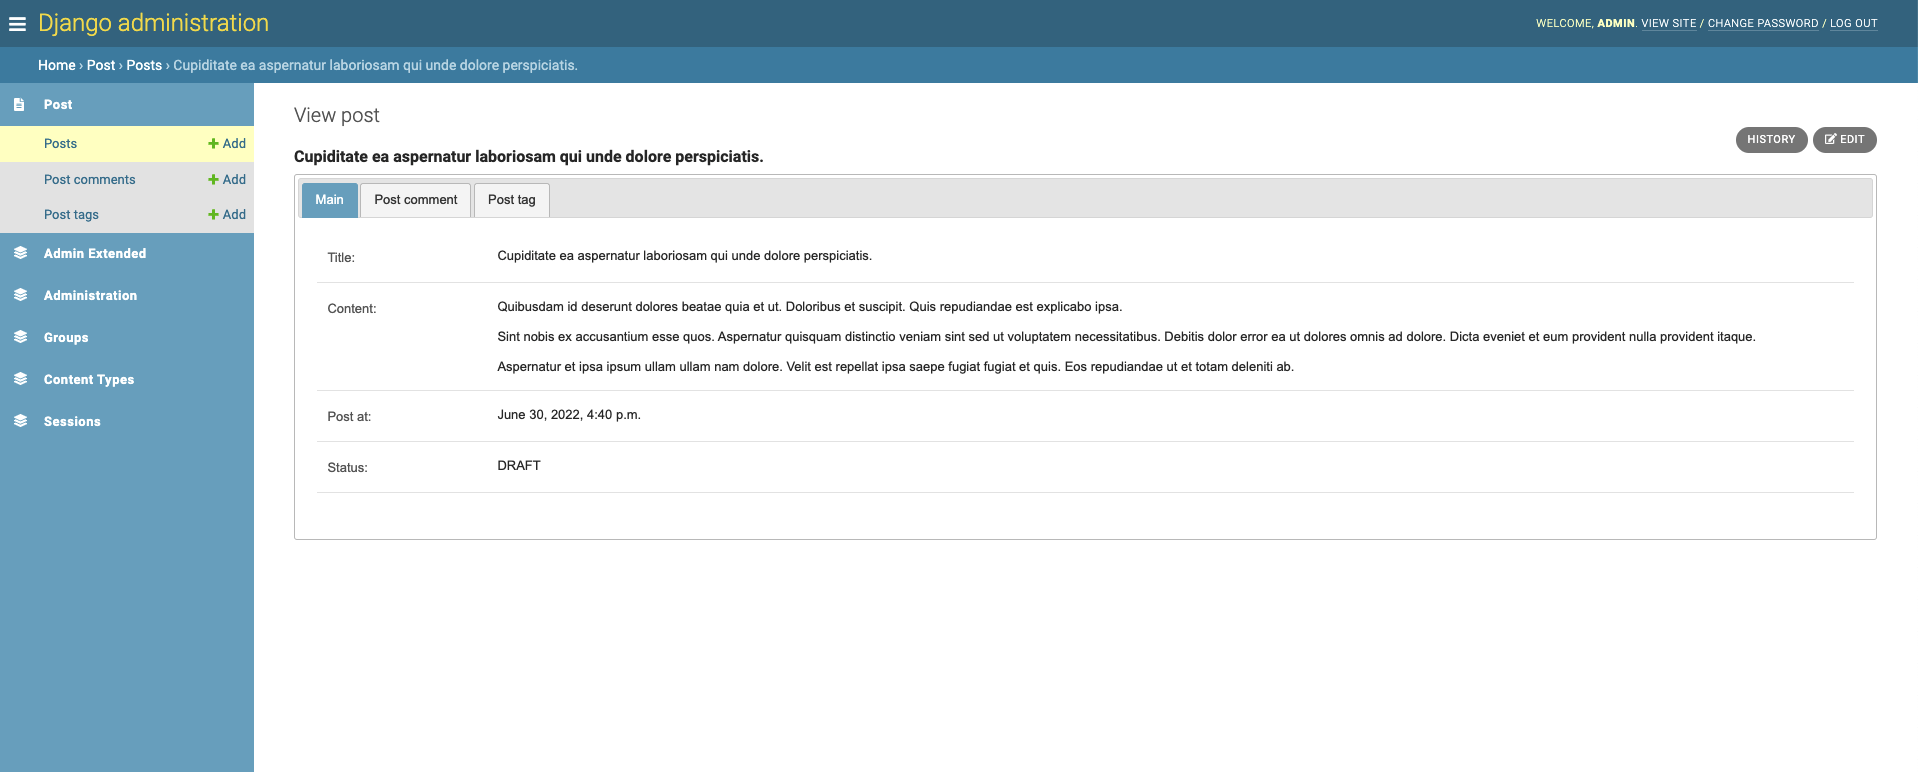 Django administration
WELCOME, ADMIN. VIEW SITE / CHANGE PASSWORD / LOG OUT
Home › Post › Posts › Cupiditate ea aspernatur laboriosam qui unde dolore perspiciatis.
Post
Posts
Add
Post comments
Add
Post tags
Add
Admin Extended
Administration
Groups
Content Types
Sessions
View post
HISTORY
EDIT
Cupiditate ea aspernatur laboriosam qui unde dolore perspiciatis.
Main
Post comment
Post tag
Title:
Cupiditate ea aspernatur laboriosam qui unde dolore perspiciatis.
Content:
Quibusdam id deserunt dolores beatae quia et ut. Doloribus et suscipit. Quis repudiandae est explicabo ipsa.
Sint nobis ex accusantium esse quos. Aspernatur quisquam distinctio veniam sint sed ut voluptatem necessitatibus. Debitis dolor error ea ut dolores omnis ad dolore. Dicta eveniet et eum provident nulla provident itaque.
Aspernatur et ipsa ipsum ullam ullam nam dolore. Velit est repellat ipsa saepe fugiat fugiat et quis. Eos repudiandae ut et totam deleniti ab.
Post at:
June 30, 2022, 4:40 p.m.
Status:
DRAFT